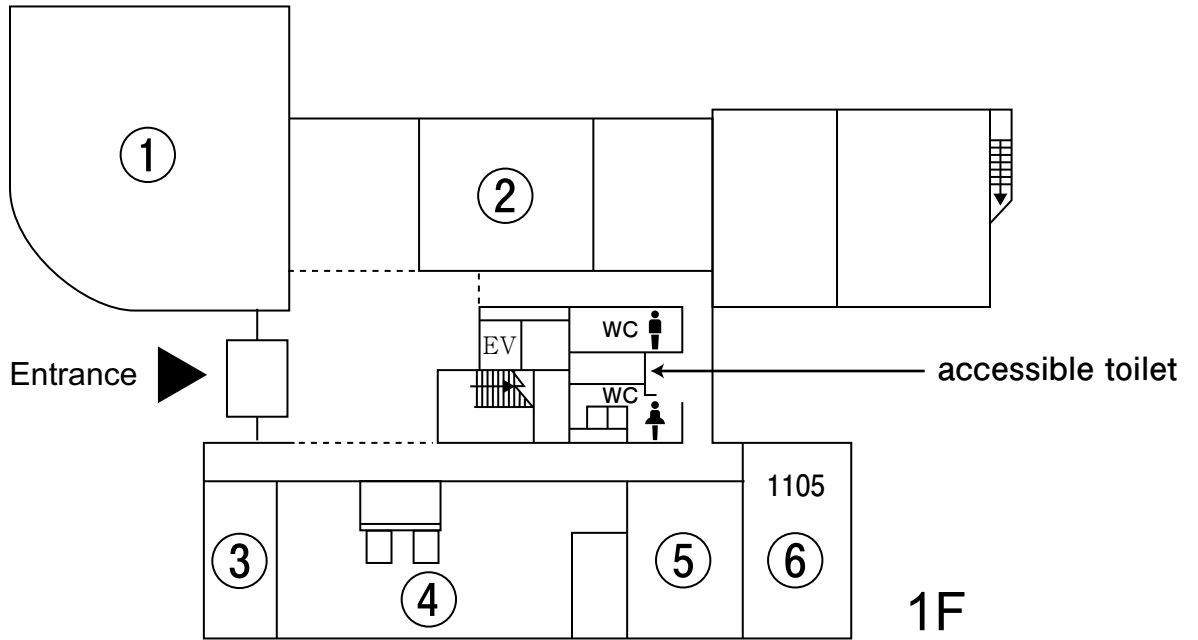 ①
②
EV
WC
Entrance
accessible toilet
WC
1105
③
④
⑤
⑥
1F